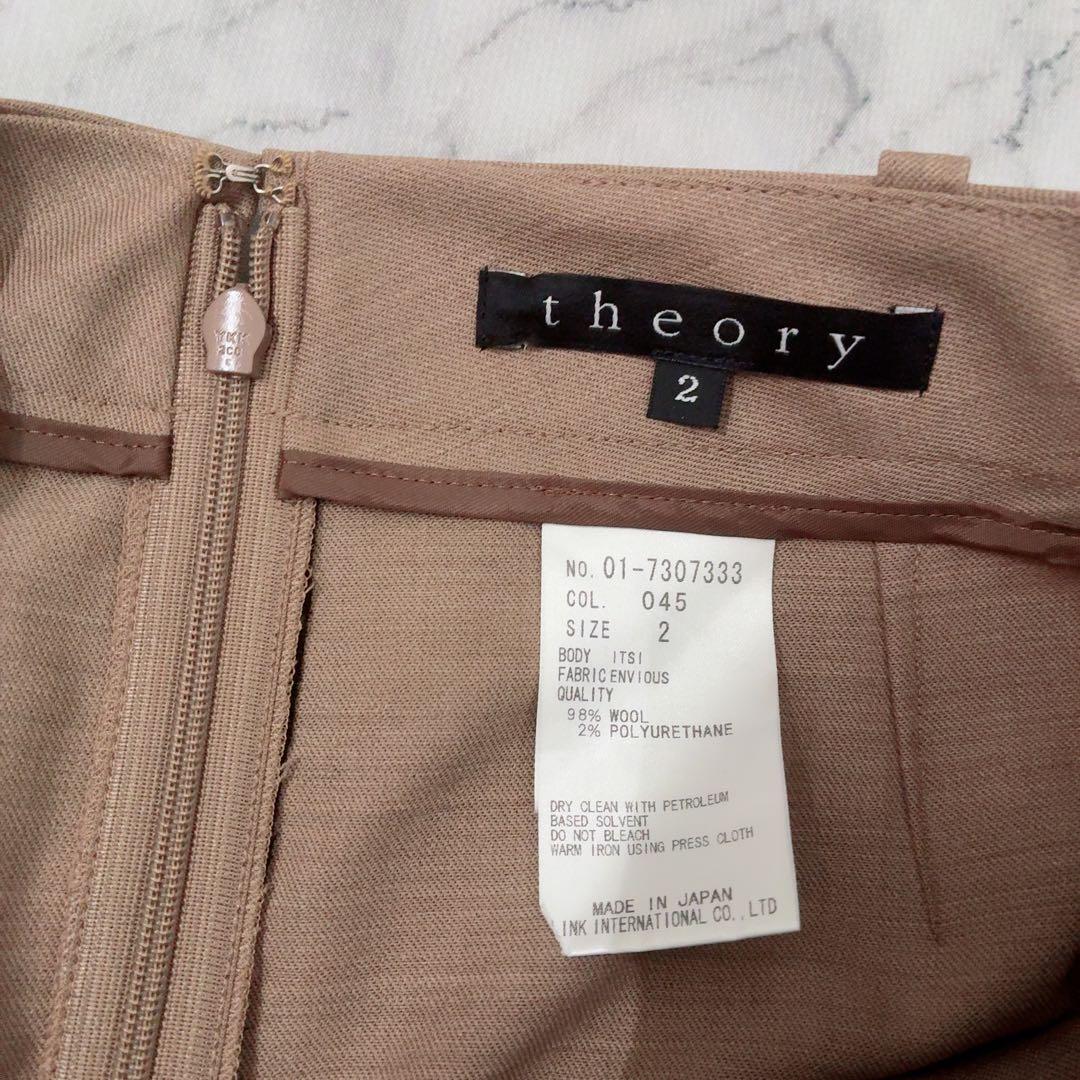 theory
2
YKK
NO. 01-7307333
COL. 045
SIZE 2
BODY ITSI
FABRIC ENVIOUS
QUALITY
98% WOOL
2% POLYURETHANE
DRY CLEAN WITH PETROLEUM
BASED SOLVENT
DO NOT BLEACH
WARM IRON USING PRESS CLOTH
MADE IN JAPAN
LINK INTERNATIONAL CO.,LTD